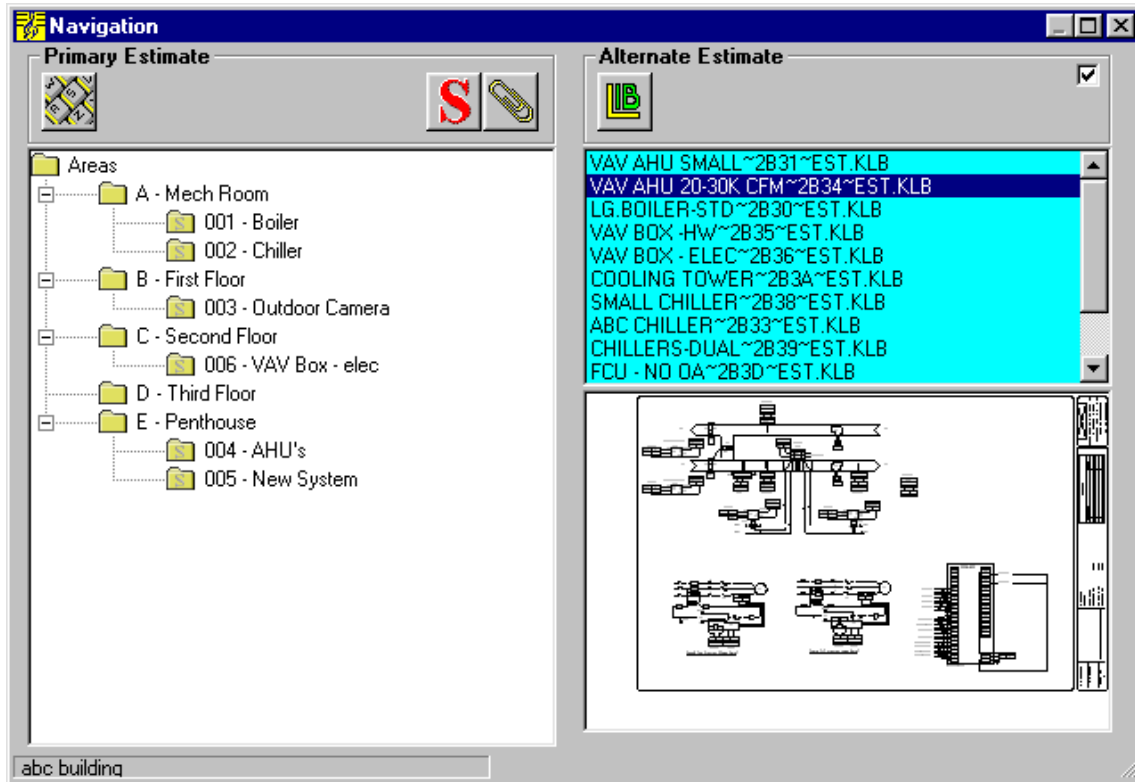 Navigation
Primary Estimate
S
Areas
A - Mech Room
001 - Boiler
002 - Chiller
B - First Floor
003 - Outdoor Camera
C - Second Floor
006 - VAV Box - elec
D - Third Floor
E - Penthouse
004 - AHU's
005 - New System
Alternate Estimate
LIB
VAV AHU SMALL~2B31~EST.KLB
VAV AHU 20-30K CFM~2B34~EST.KLB
LG.BOILER-STD~2B30~EST.KLB
VAV BOX -HW~2B35~EST.KLB
VAV BOX - ELEC~2B36~EST.KLB
COOLING TOWER~2B3A~EST.KLB
SMALL CHILLER~2B38~EST.KLB
ABC CHILLER~2B33~EST.KLB
CHILLERS-DUAL~2B39~EST.KLB
FCU - NO OA~2B3D~EST.KLB
abc building